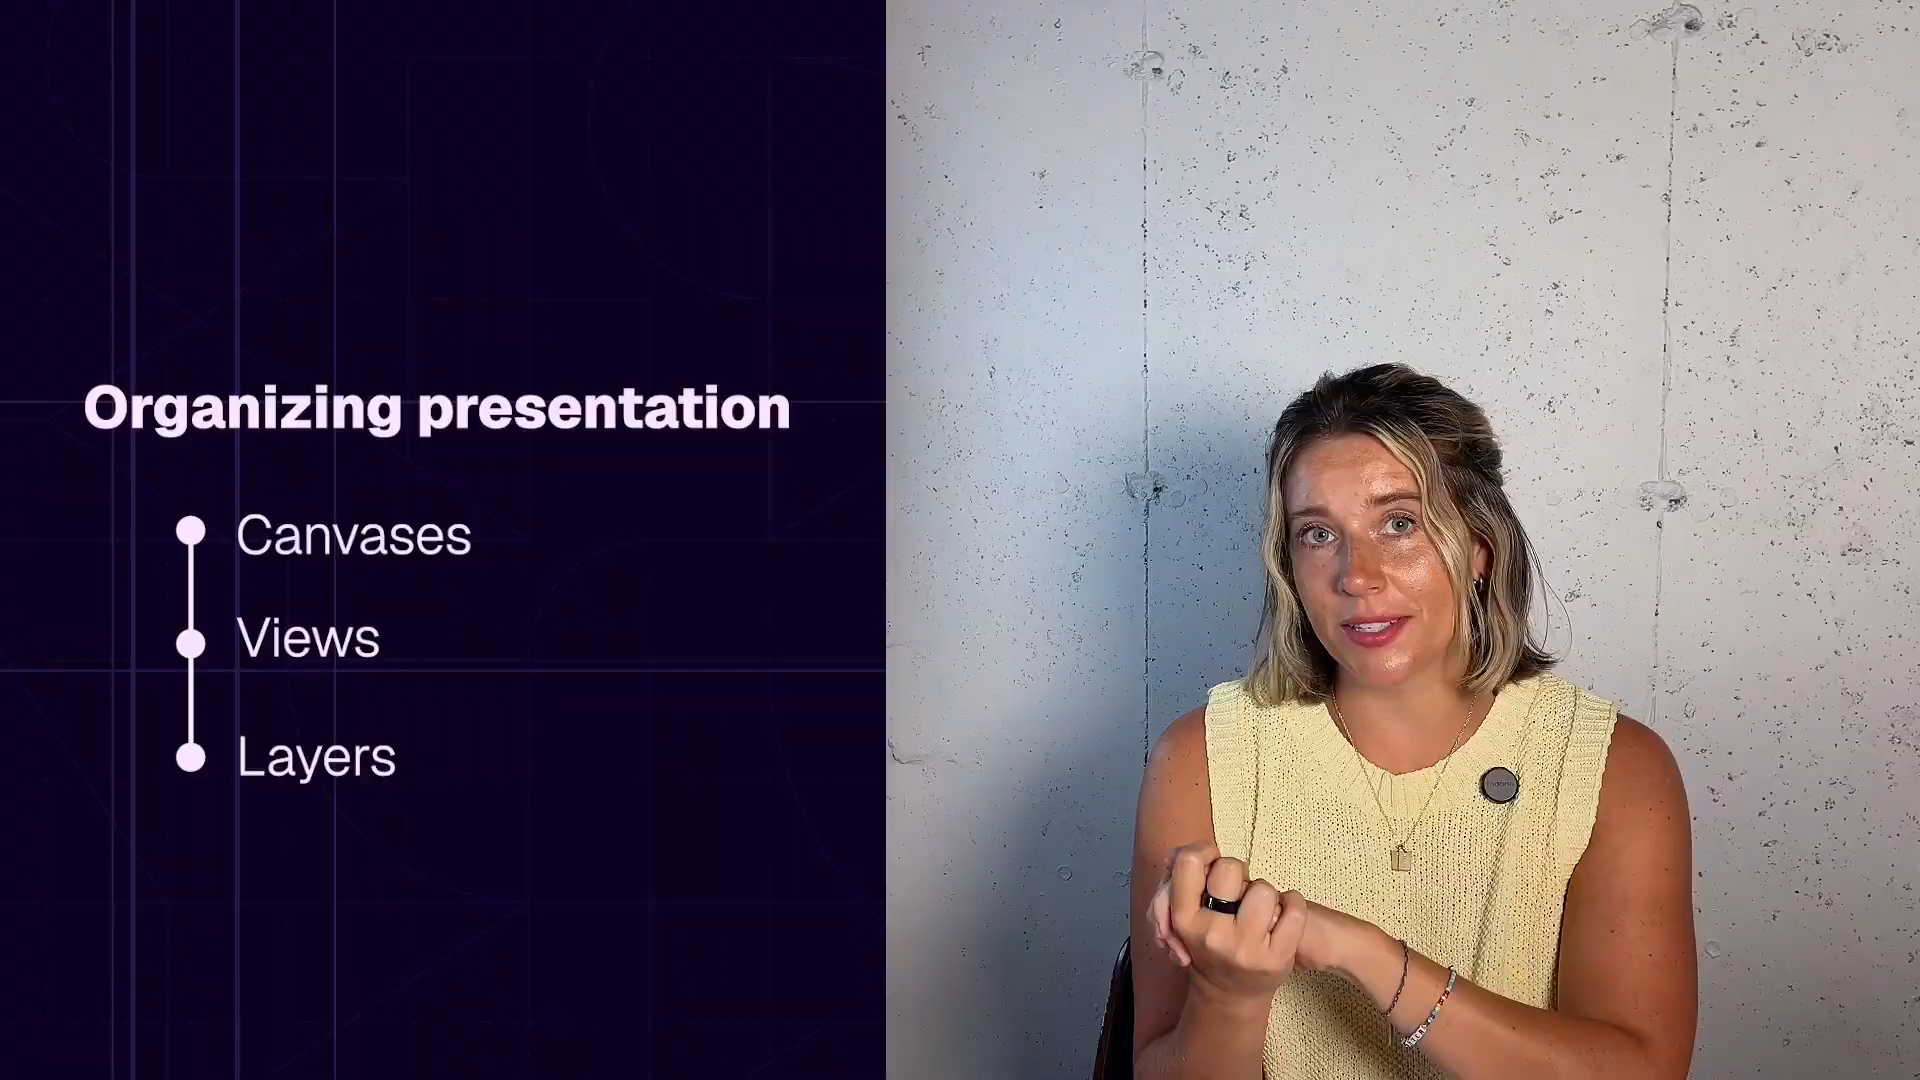 Organizing presentation
Canvases
Views
Layers